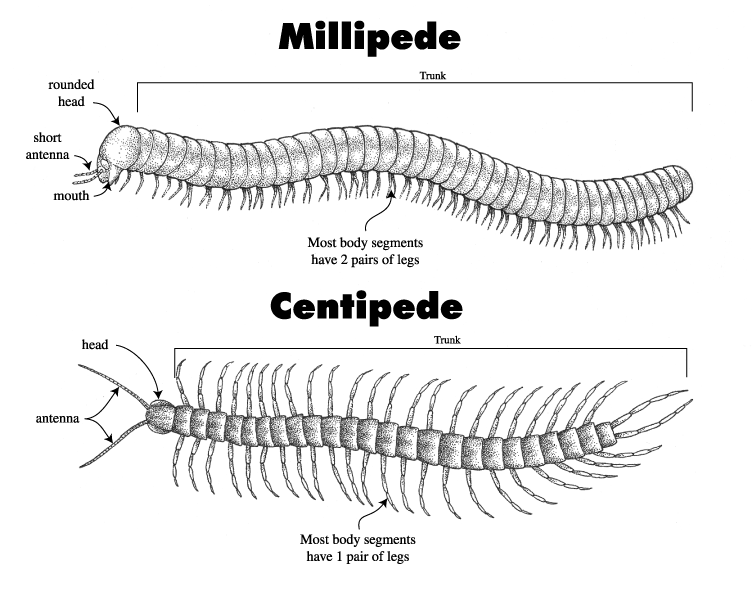 Millipede
Trunk
rounded
head
short
antenna
mouth
Most body segments
have 2 pairs of legs
Centipede
Trunk
head
antenna
Most body segments
have 1 pair of legs